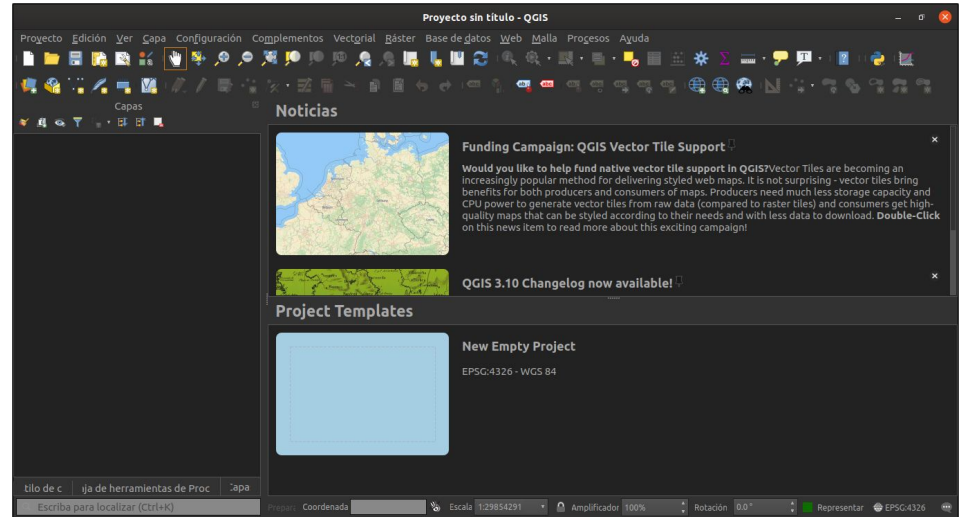 Proyecto sin título - QGIS
Proyecto Edición Ver Capa Configuración Complementos Vectorial Ráster Base de datos Web Malla Procesos Ayuda
Capas
Noticias
Funding Campaign: QGIS Vector Tile Support
Would you like to help fund native vector tile support in QGIS?Vector Tiles are becoming an
increasingly popular method for delivering styled web maps. It is not surprising - vector tiles bring
benefits for both producers and consumers of maps. Producers need much less storage capacity and
CPU power to generate vector tiles from raw data (compared to raster tiles) and consumers get high-
quality maps that can be styled according to their needs and with less data to download. Double-Click
on this news item to read more about this exciting campaign!
QGIS 3.10 Changelog now available!
Project Templates
New Empty Project
EPSG:4326 - WGS 84
tilo de c ija de herramientas de Proc Capa
Escriba para localizar (Ctrl+K) Coordenada Escala 1:29854291 Amplificador 100% Rotación 0.0° Representar EPSG:4326